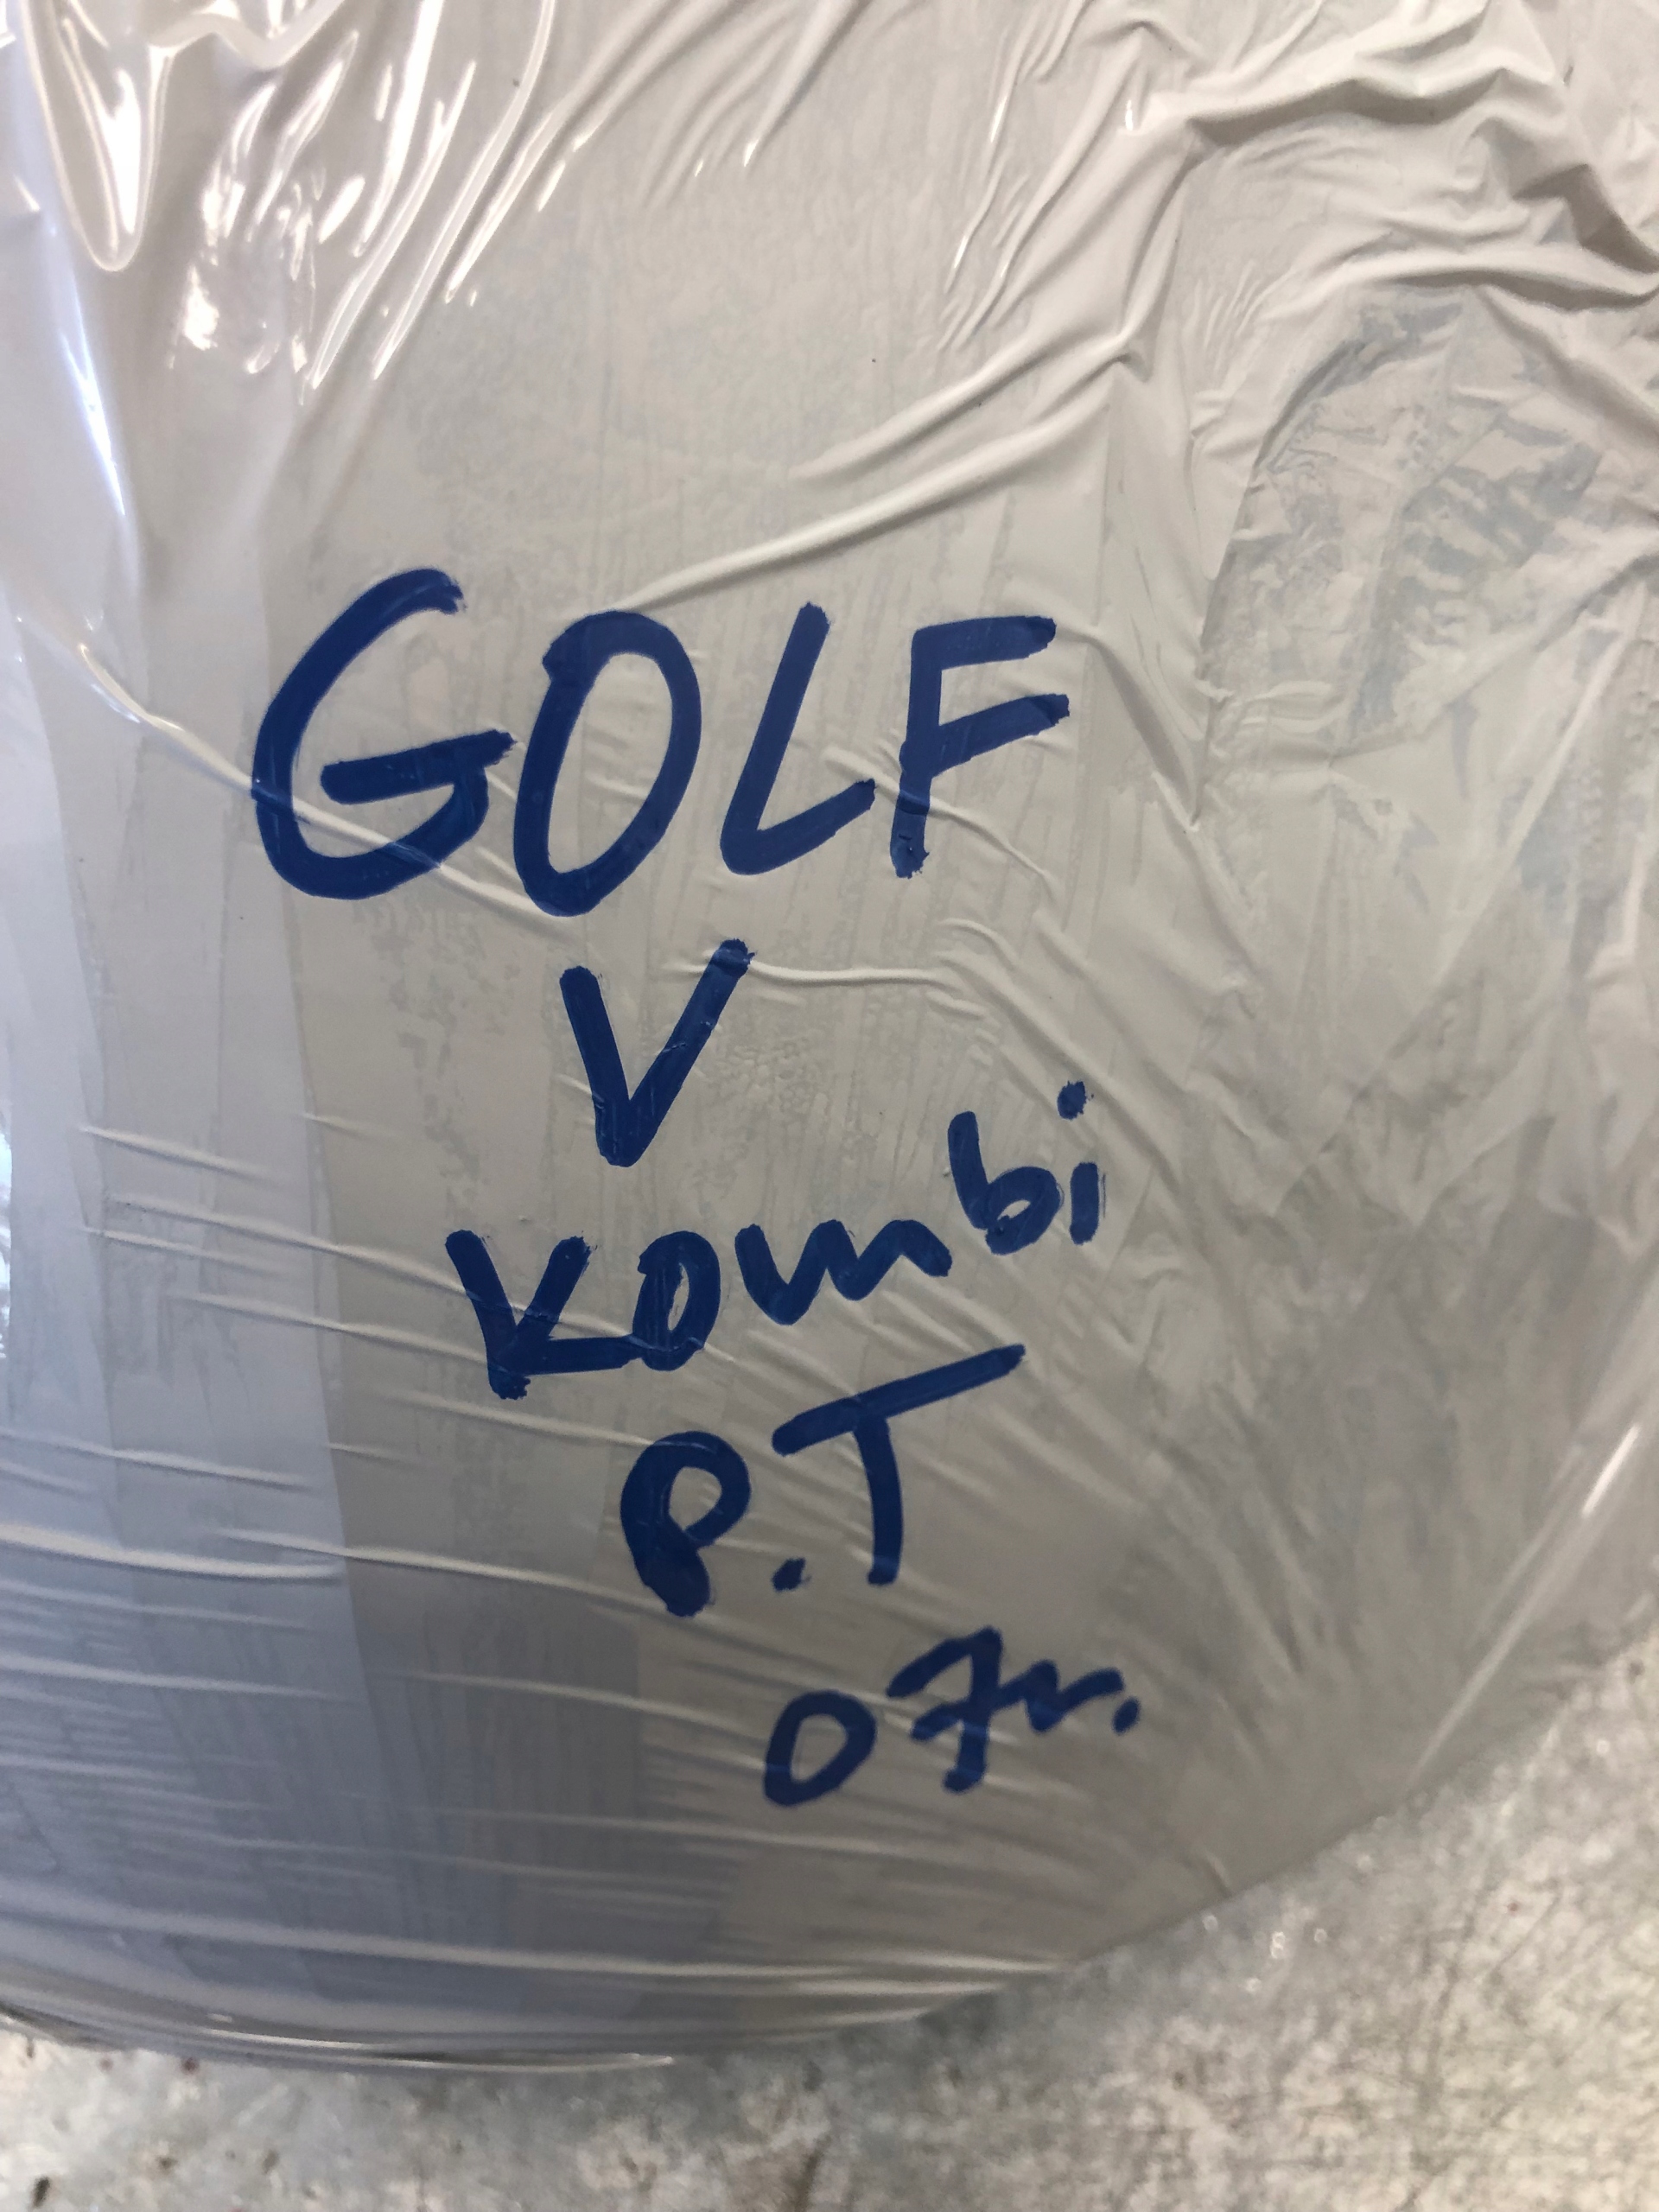 GOLF
V
Kombi
P.T
07r.